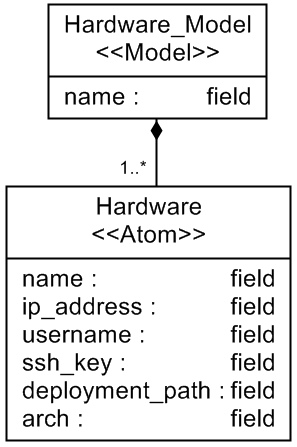 Hardware_Model
<<Model>>
name : field
1..*
Hardware
<<Atom>>
name : field
ip_address : field
username : field
ssh_key : field
deployment_path : field
arch : field